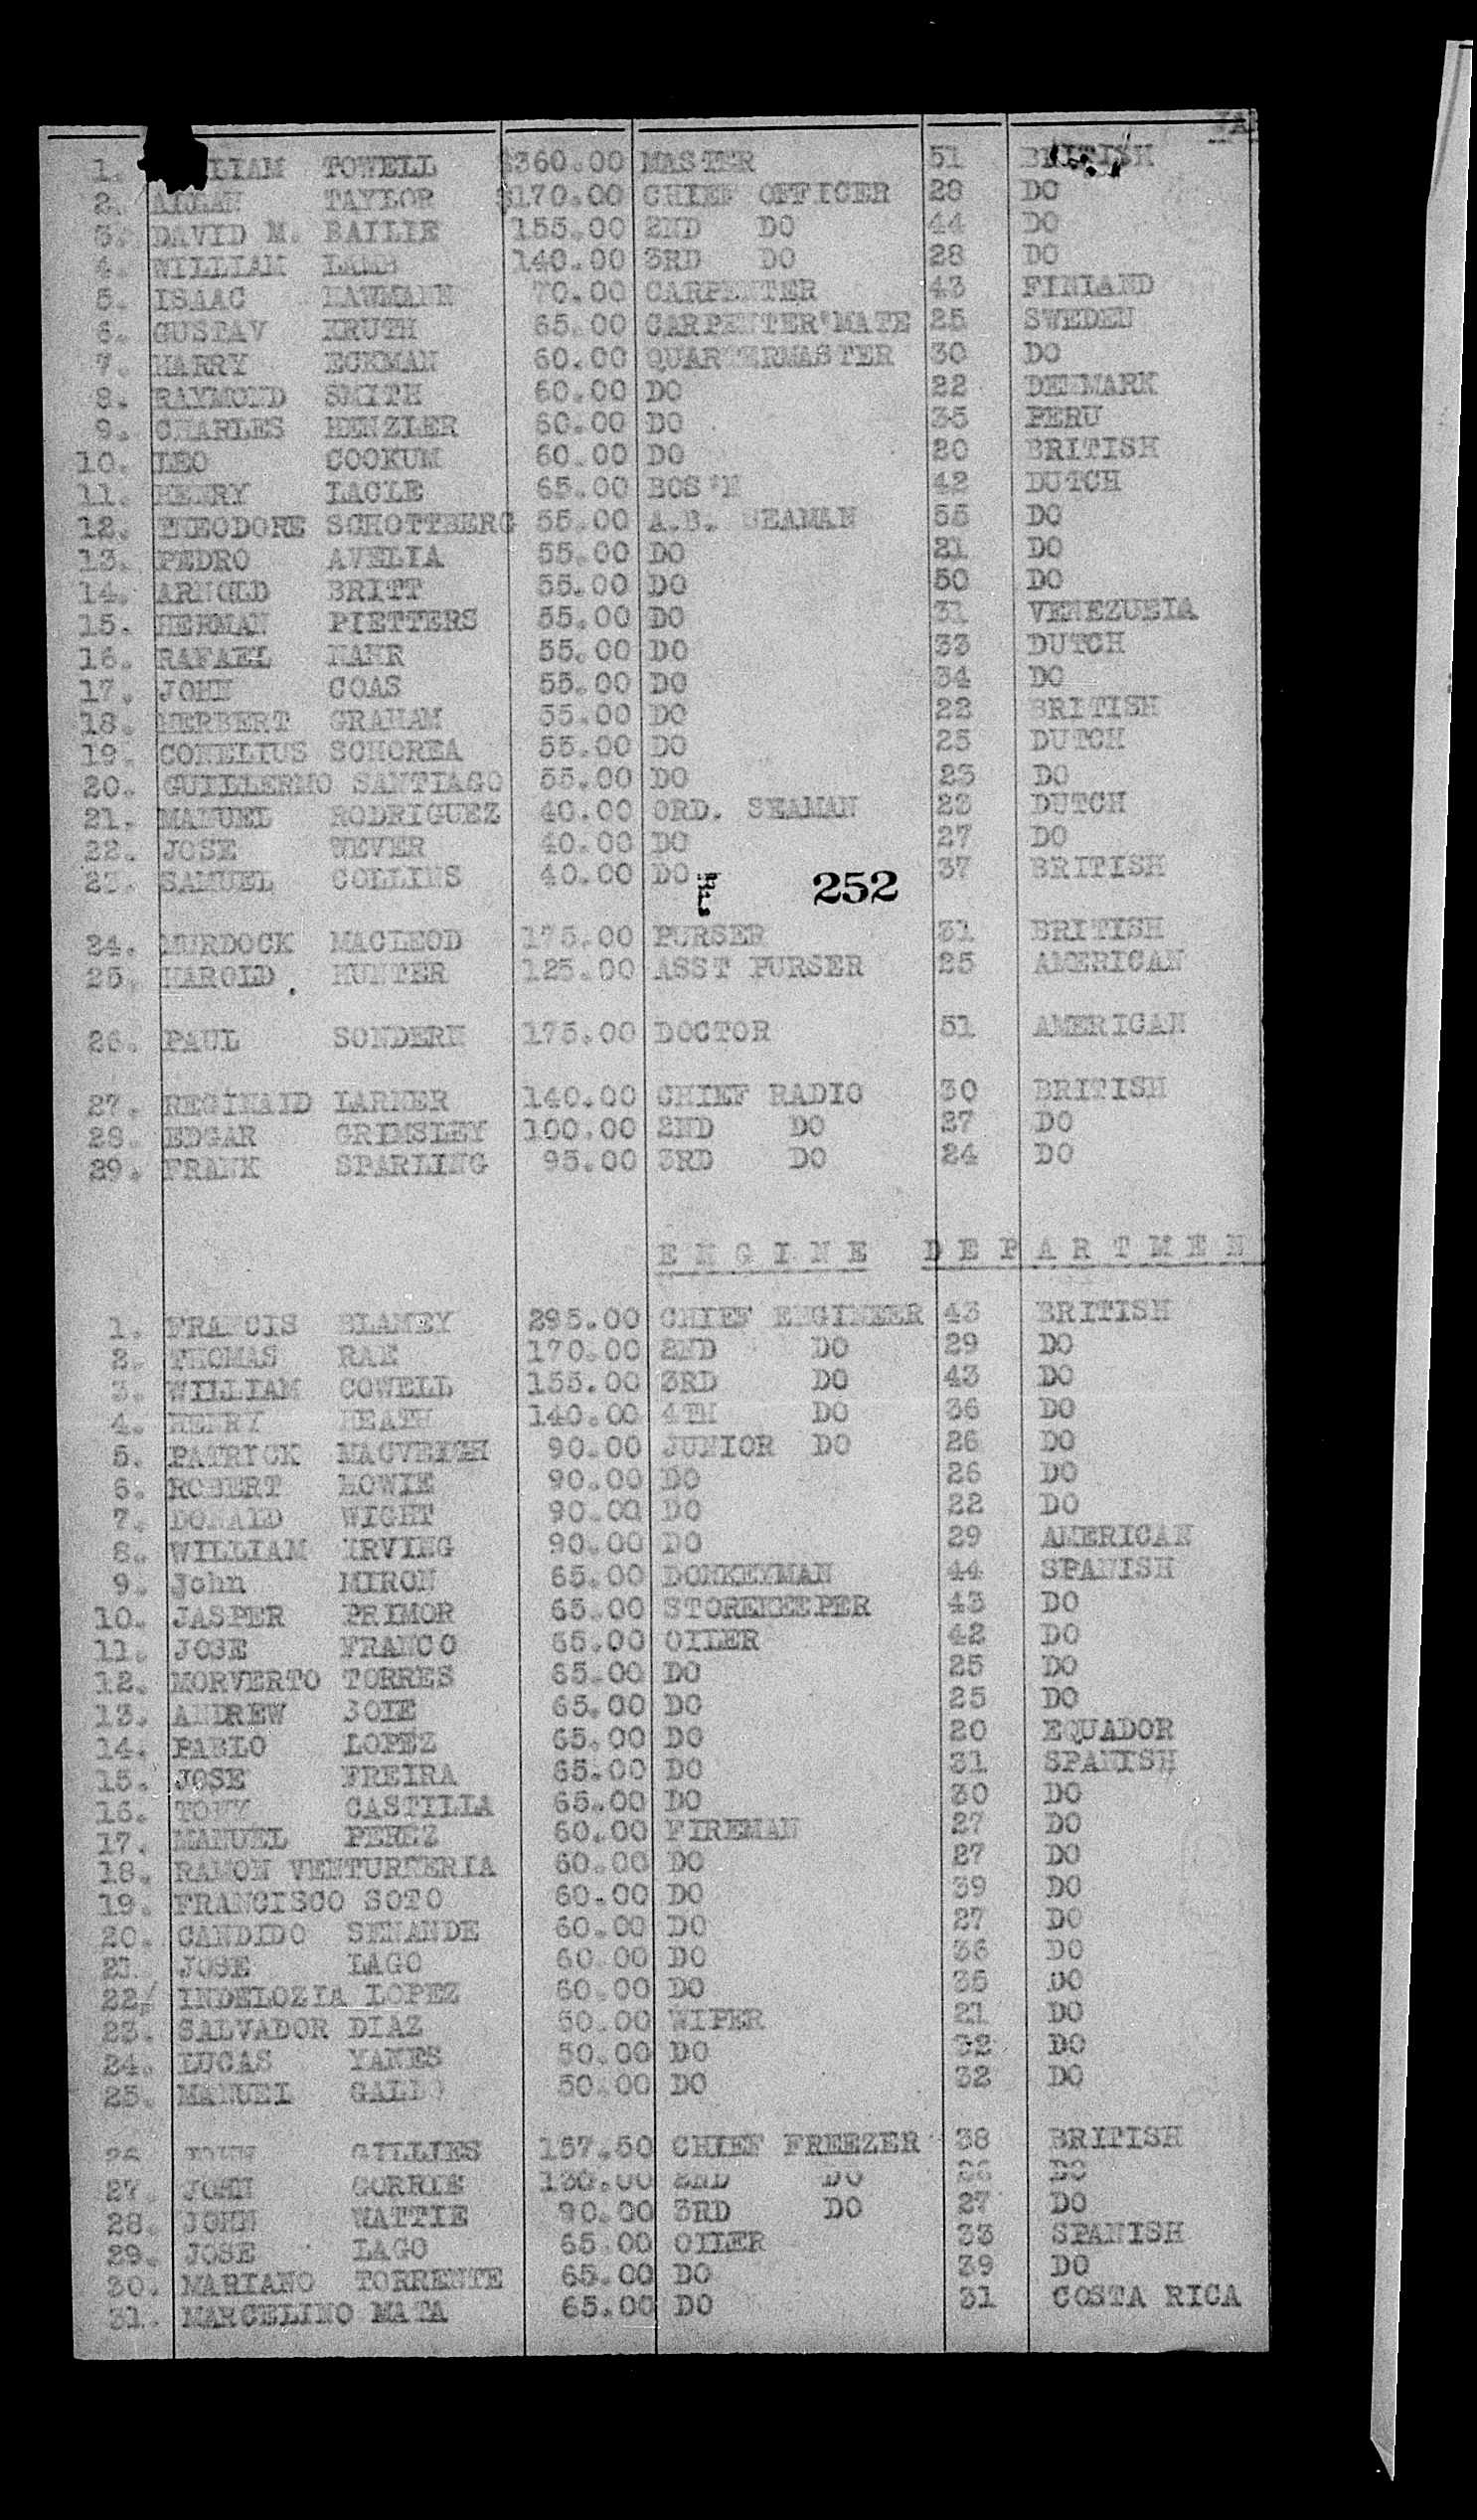 1. LIAM TOWELL $360.00 MASTER 51 BRITISH
2. ALLAN TAYLOR $170.00 CHIEF OFFICER 28 DO
3. DAVID M. BAILIE 155.00 2ND DO 44 DO
4. WILLIAM LAMB 140.00 3RD DO 28 DO
5. ISAAC 70.00 CARPENTER 43 FINLAND
6. GUSTAV KRUTH 65.00 CARPENTER'MATE 25 SWEDEN
7. HARRY ECKMAN 60.00 QUARTERMASTER 30 DO
8. RAYMOND SMITH 60.00 DO 22 DENMARK
9. CHARLES HENZLER 60.00 DO 35 PERU
10. LEO COOKUM 60.00 DO 20 BRITISH
11. HENRY LACLE 65.00 BOS'N 42 DUTCH
12. THEODORE SCHOTTBERG 55.00 A.B. SEAMAN 55 DO
13. PEDRO AVELIA 55.00 DO 21 DO
14. ARNOLD BRITT 55.00 DO 50 DO
15. HERMAN PIETTERS 55.00 DO 31 VENEZUEIA
16. RAFAEL MAHR 55.00 DO 33 DUTCH
17. JOHN COAS 55.00 DO 34 DO
18. HERBERT GRAHAM 55.00 DO 22 BRITISH
19. CONELIUS SCHOREA 55.00 DO 25 DUTCH
20. GUILLERMO SANTIAGO 55.00 DO 23 DO
21. MANUEL RODRIGUEZ 40.00 ORD. SEAMAN 23 DUTCH
22. JOSE WEVER 40.00 DO 27 DO
23. SAMUEL COLLINS 40.00 DO 37 BRITISH
252
24. MURDOCK MACLEOD 175.00 PURSER 31 BRITISH
25. HAROLD HUNTER 125.00 ASST PURSER 25 AMERICAN
26. PAUL SONDERN 175.00 DOCTOR 51 AMERICAN
27. REGINALD LARNER 140.00 CHIEF RADIO 30 BRITISH
28. EDGAR GRIMSLEY 100.00 2ND DO 27 DO
29. FRANK SPARLING 95.00 3RD DO 24 DO
ENGINE DEPARTMEN
1. FRANCIS BLAMEY 295.00 CHIEF ENGINEER 43 BRITISH
2. THOMAS RAE 170.00 2ND DO 29 DO
3. WILLIAM COWELL 155.00 3RD DO 43 DO
4. HENRY HEATH 140.00 4TH DO 36 DO
5. PATRICK 90.00 JUNIOR DO 26 DO
6. ROBERT HOWIE 90.00 DO 26 DO
7. DONALD WIGHT 90.00 DO 22 DO
8. WILLIAM IRVING 90.00 DO 29 AMERICAN
9. John MIRON 65.00 DONKEYMAN 44 SPANISH
10. JASPER PRIMOR 65.00 STOREKEEPER 43 DO
11. JOSE FRANCO 65.00 OILER 42 DO
12. MORVERTO TORRES 65.00 DO 25 DO
13. ANDREW 65.00 DO 25 DO
14. PABLO LOPEZ 65.00 DO 20 EQUADOR
15. JOSE FREIRA 65.00 DO 31 SPANISH
16. TONY CASTILIA 65.00 DO 30 DO
17. MANUEL PEREZ 60.00 FIREMAN 27 DO
18. RAMON 60.00 DO 27 DO
19. FRANCISCO SOTO 60.00 DO 39 DO
20. CANDIDO SENANDE 60.00 DO 27 DO
21. JOSE LAGO 60.00 DO 36 DO
22. INDELOZIA LOPEZ 60.00 DO 35 DO
23. SALVADOR DIAZ 50.00 WIPER 21 DO
24. LUCAS YANES 50.00 DO 32 DO
25. MANUEL GALDO 50.00 DO 32 DO
26 JOHN GILLIES 157.50 CHIEF FREEZER 38 BRITISH
27. JOHN GORRIE 130.00 2ND DO DO
28. JOHN WATTIE 90.00 3RD DO 27 DO
29. JOSE LAGO 65.00 OILER 33 SPANISH
30. MARIANO TORRENTE 65.00 DO 39 DO
31. MARCELINO MATA 65.00 DO 31 COSTA RICA